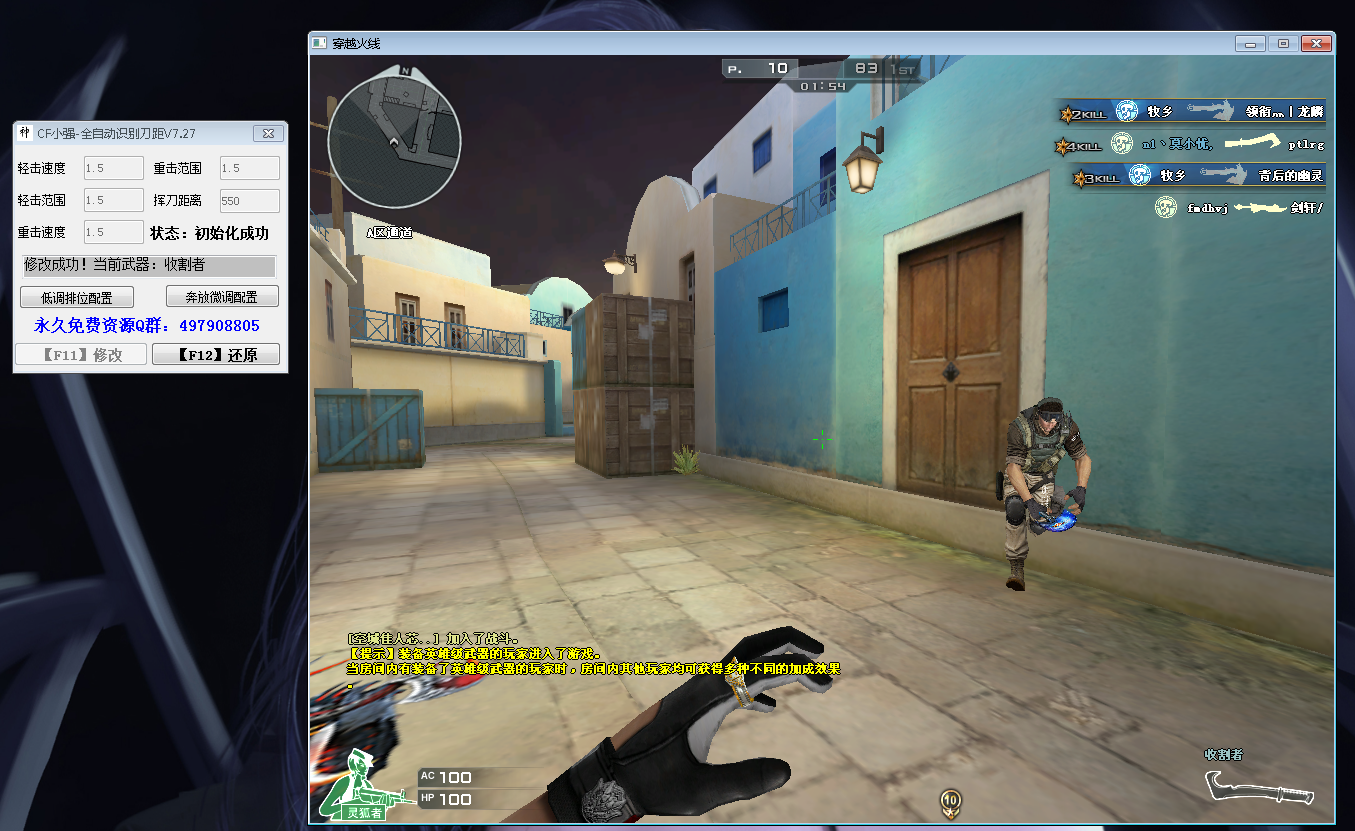 CF小强-全自动识别刀距V7.27
轻击速度 1.5 重击范围 1.5
轻击范围 1.5 挥刀距离 550
重击速度 1.5 状态：初始化成功
修改成功！当前武器：收割者
低调排位配置 奔放微调配置
永久免费资源Q群：497908805
【F11】修改 【F12】还原
穿越火线
N
P. 10 83 1ST
01:54
2KILL 牧乡 领衔灬丨龙麟
4KILL n1丶莫小忧, ptlrg
3KILL 牧乡 背后的幽灵
fmdhvj 剑轩/
A区通道
加入了战斗。
【提示】装备英雄级武器的玩家进入了游戏。
当房间内有装备了英雄级武器的玩家时，房间内其他玩家均可获得多种不同的加成效果
。
收割者
AC 100
HP 100
灵狐者
10